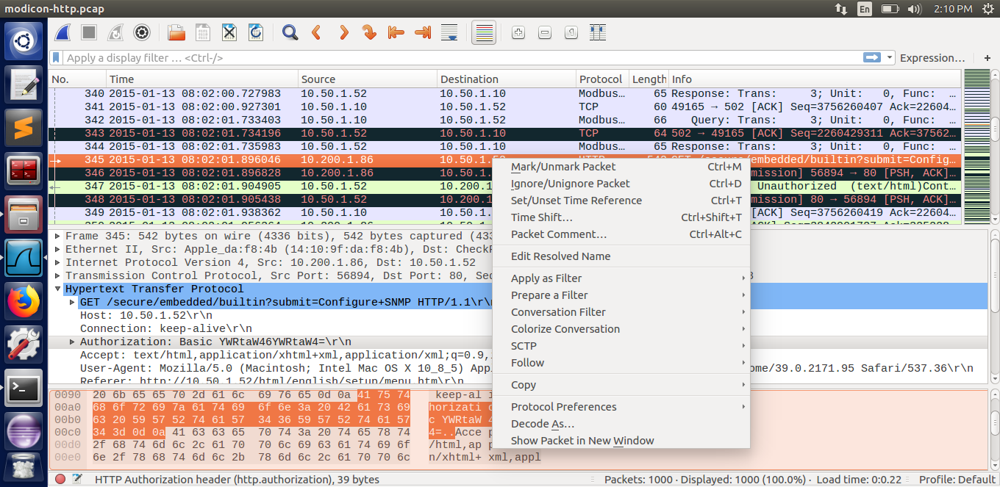 modicon-http.pcap
En
2:10 PM
Apply a display filter … <Ctrl-/>
Expression…
+
No. Time Source Destination Protocol Length Info
340 2015-01-13 08:02:00.727983 10.50.1.52 10.50.1.10 Modbus… 65 Response: Trans: 3; Unit: 0, Func: …
341 2015-01-13 08:02:00.927301 10.50.1.10 10.50.1.52 TCP 60 49165 → 502 [ACK] Seq=3756260407 Ack=22604…
342 2015-01-13 08:02:01.733403 10.50.1.10 10.50.1.52 Modbus… 66 Query: Trans: 3; Unit: 0, Func: …
343 2015-01-13 08:02:01.734196 10.50.1.52 10.50.1.10 TCP 64 502 → 49165 [ACK] Seq=2260429311 Ack=37562…
344 2015-01-13 08:02:01.735983 10.50.1.52 10.50.1.10 Modbus… 65 Response: Trans: 3; Unit: 0, Func: …
345 2015-01-13 08:02:01.896046 10.200.1.86 10.50.1.52 HTTP 542 GET /secure/embedded/builtin?submit=Config…
346 2015-01-13 08:02:01.896828 10.200.1.86 10.50.1 mission] 56894 → 80 [PSH, ACK]…
347 2015-01-13 08:02:01.904905 10.50.1.52 10.200.1 Unauthorized (text/html)Cont…
348 2015-01-13 08:02:01.905438 10.50.1.52 10.200.1 mission] 80 → 56894 [PSH, ACK]…
349 2015-01-13 08:02:01.938362 10.50.1.10 10.50.1 [ACK] Seq=3756260419 Ack=22604…
Mark/Unmark Packet Ctrl+M
Ignore/Unignore Packet Ctrl+D
Set/Unset Time Reference Ctrl+T
Time Shift… Ctrl+Shift+T
Packet Comment… Ctrl+Alt+C
Edit Resolved Name
Apply as Filter
Prepare a Filter
Conversation Filter
Colorize Conversation
SCTP
Follow
Copy
Protocol Preferences
Decode As…
Show Packet in New Window
Frame 345: 542 bytes on wire (4336 bits), 542 bytes captured (433
Ethernet II, Src: Apple_da:f8:4b (14:10:9f:da:f8:4b), Dst: CheckP
Internet Protocol Version 4, Src: 10.200.1.86, Dst: 10.50.1.52
Transmission Control Protocol, Src Port: 56894, Dst Port: 80, Sec
Hypertext Transfer Protocol
GET /secure/embedded/builtin?submit=Configure+SNMP HTTP/1.1\r\n
Host: 10.50.1.52\r\n
Connection: keep-alive\r\n
Authorization: Basic YWRtaW46YWRtaW4=\r\n
Accept: text/html,application/xhtml+xml,application/xml;q=0.9,
User-Agent: Mozilla/5.0 (Macintosh; Intel Mac OS X 10_8_5) App ome/39.0.2171.95 Safari/537.36\r\n
Referer: http://10.50.1.52/html/english/setup/menu.htm\r\n
0090 20 6b 65 65 70 2d 61 6c 69 76 65 0d 0a 41 75 74 keep-al i
00a0 68 6f 72 69 7a 61 74 69 6f 6e 3a 20 42 61 73 69 horizati o
00b0 63 20 59 57 52 74 61 57 34 36 59 57 52 74 61 57 c YWRtaW 4
00c0 34 3d 0d 0a 41 63 63 65 70 74 3a 20 74 65 78 74 4=..Acce p
00d0 2f 68 74 6d 6c 2c 61 70 70 6c 69 63 61 74 69 6f /html,ap p
00e0 6e 2f 78 68 74 6d 6c 2b 78 6d 6c 2c 61 70 70 6c n/xhtml+ xml,appl
HTTP Authorization header (http.authorization), 39 bytes
Packets: 1000 · Displayed: 1000 (100.0%) · Load time: 0:0.22
Profile: Default